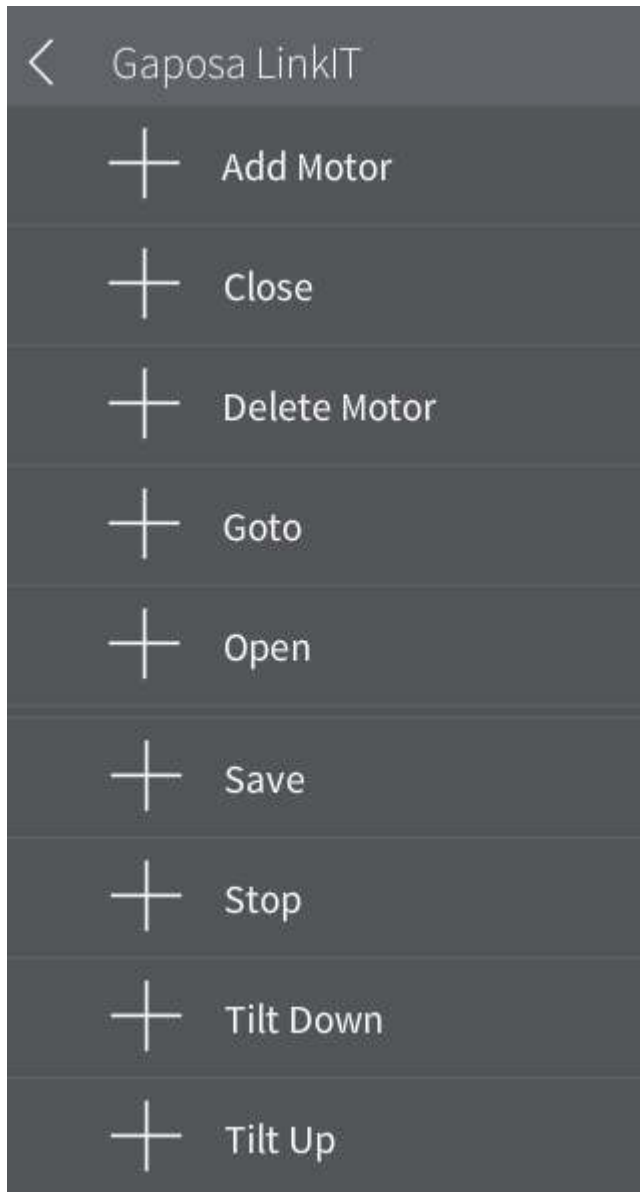 Gaposa LinkIT
Add Motor
Close
Delete Motor
Goto
Open
Save
Stop
Tilt Down
Tilt Up